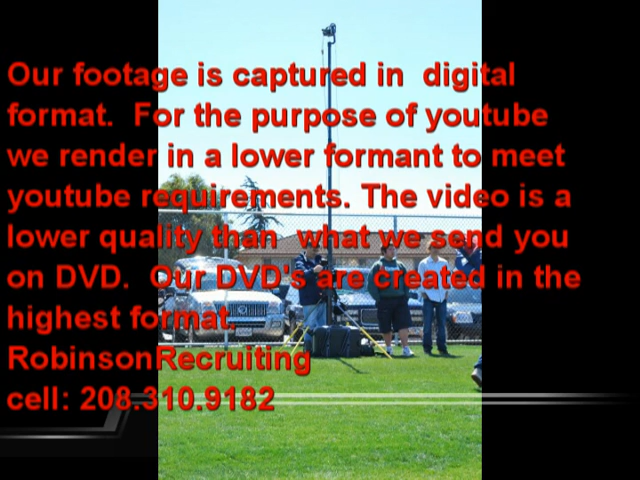 Our footage is captured in  digital
format.  For the purpose of youtube
we render in a lower formant to meet
youtube requirements. The video is a
lower quality than  what we send you
on DVD.  Our DVD's are created in the
highest format.
RobinsonRecruiting
cell: 208.310.9182